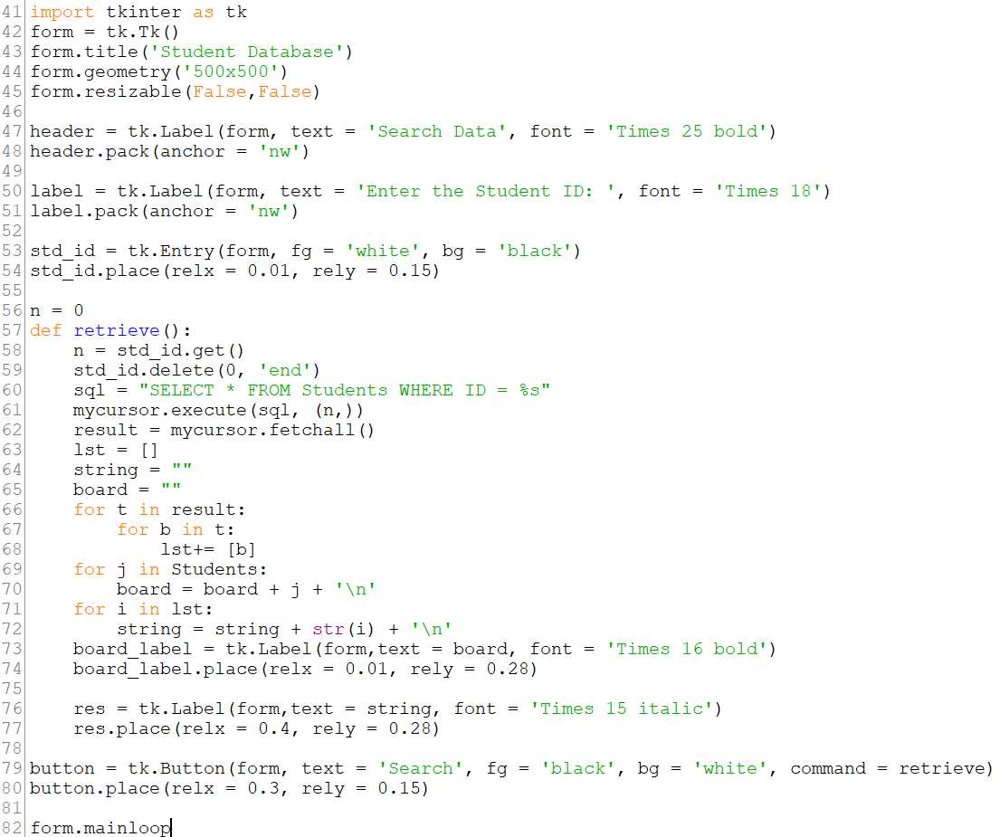 41 import tkinter as tk
42 form = tk.Tk()
43 form.title('Student Database')
44 form.geometry('500x500')
45 form.resizable(False,False)
46
47 header = tk.Label(form, text = 'Search Data', font = 'Times 25 bold')
48 header.pack(anchor = 'nw')
49
50 label = tk.Label(form, text = 'Enter the Student ID: ', font = 'Times 18')
51 label.pack(anchor = 'nw')
52
53 std_id = tk.Entry(form, fg = 'white', bg = 'black')
54 std_id.place(relx = 0.01, rely = 0.15)
55
56 n = 0
57 def retrieve():
58     n = std_id.get()
59     std_id.delete(0, 'end')
60     sql = "SELECT * FROM Students WHERE ID = %s"
61     mycursor.execute(sql, (n,))
62     result = mycursor.fetchall()
63     lst = []
64     string = ""
65     board = ""
66     for t in result:
67         for b in t:
68             lst+= [b]
69     for j in Students:
70         board = board + j + '\n'
71     for i in lst:
72         string = string + str(i) + '\n'
73     board_label = tk.Label(form,text = board, font = 'Times 16 bold')
74     board_label.place(relx = 0.01, rely = 0.28)
75
76     res = tk.Label(form,text = string, font = 'Times 15 italic')
77     res.place(relx = 0.4, rely = 0.28)
78
79 button = tk.Button(form, text = 'Search', fg = 'black', bg = 'white', command = retrieve)
80 button.place(relx = 0.3, rely = 0.15)
81
82 form.mainloop